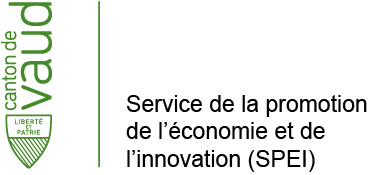 canton de
vaud
LIBERTÉ
ET
PATRIE
Service de la promotion
de l'économie et de
l'innovation (SPEI)